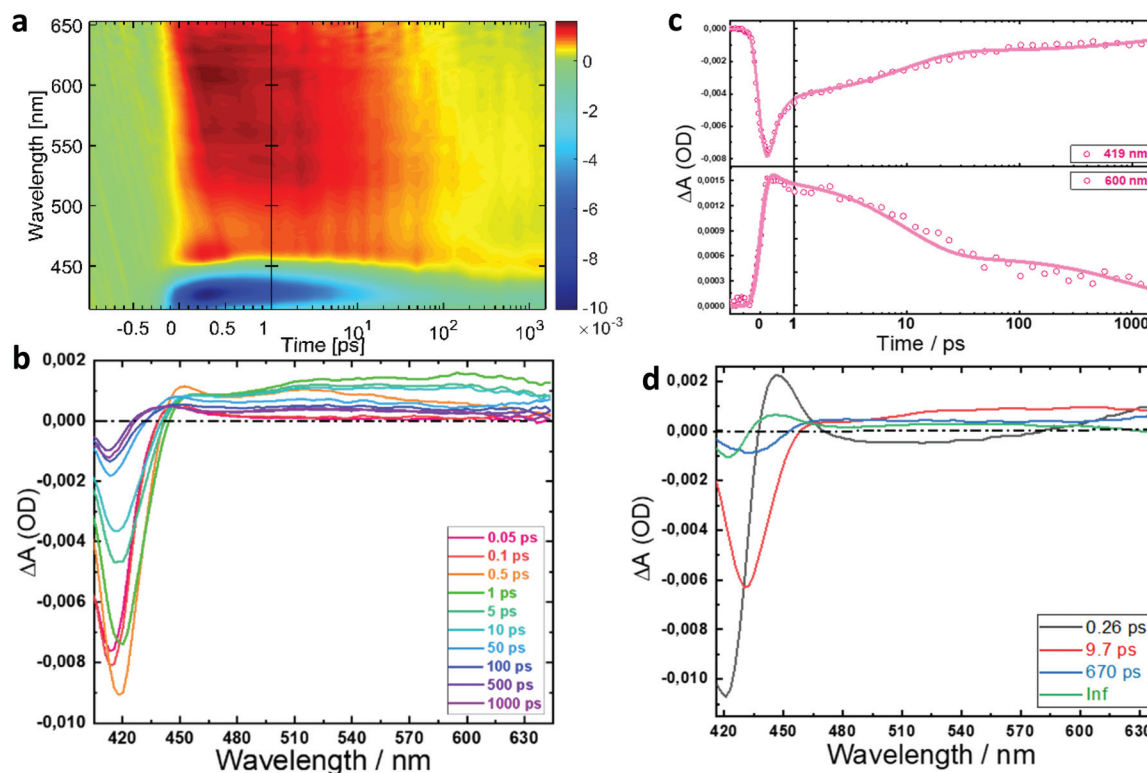 a
650
600
550
500
450
Wavelength [nm]
-0.5
0
0.5
1
10¹
10²
10³
Time [ps]
0
-2
-4
-6
-8
-10
× 10⁻³
c
0,000
-0,002
-0,004
-0,006
-0,008
419 nm
0,0015
0,0012
0,0009
0,0006
0,0003
0,0000
600 nm
ΔA (OD)
0
1
10
100
1000
Time / ps
b
0,002
0,000
-0,002
-0,004
-0,006
-0,008
-0,010
ΔA (OD)
0.05 ps
0.1 ps
0.5 ps
1 ps
5 ps
10 ps
50 ps
100 ps
500 ps
1000 ps
420
450
480
510
540
570
600
630
Wavelength / nm
d
0,002
0,000
-0,002
-0,004
-0,006
-0,008
-0,010
ΔA (OD)
0.26 ps
9.7 ps
670 ps
Inf
420
450
480
510
540
570
600
630
Wavelength / nm